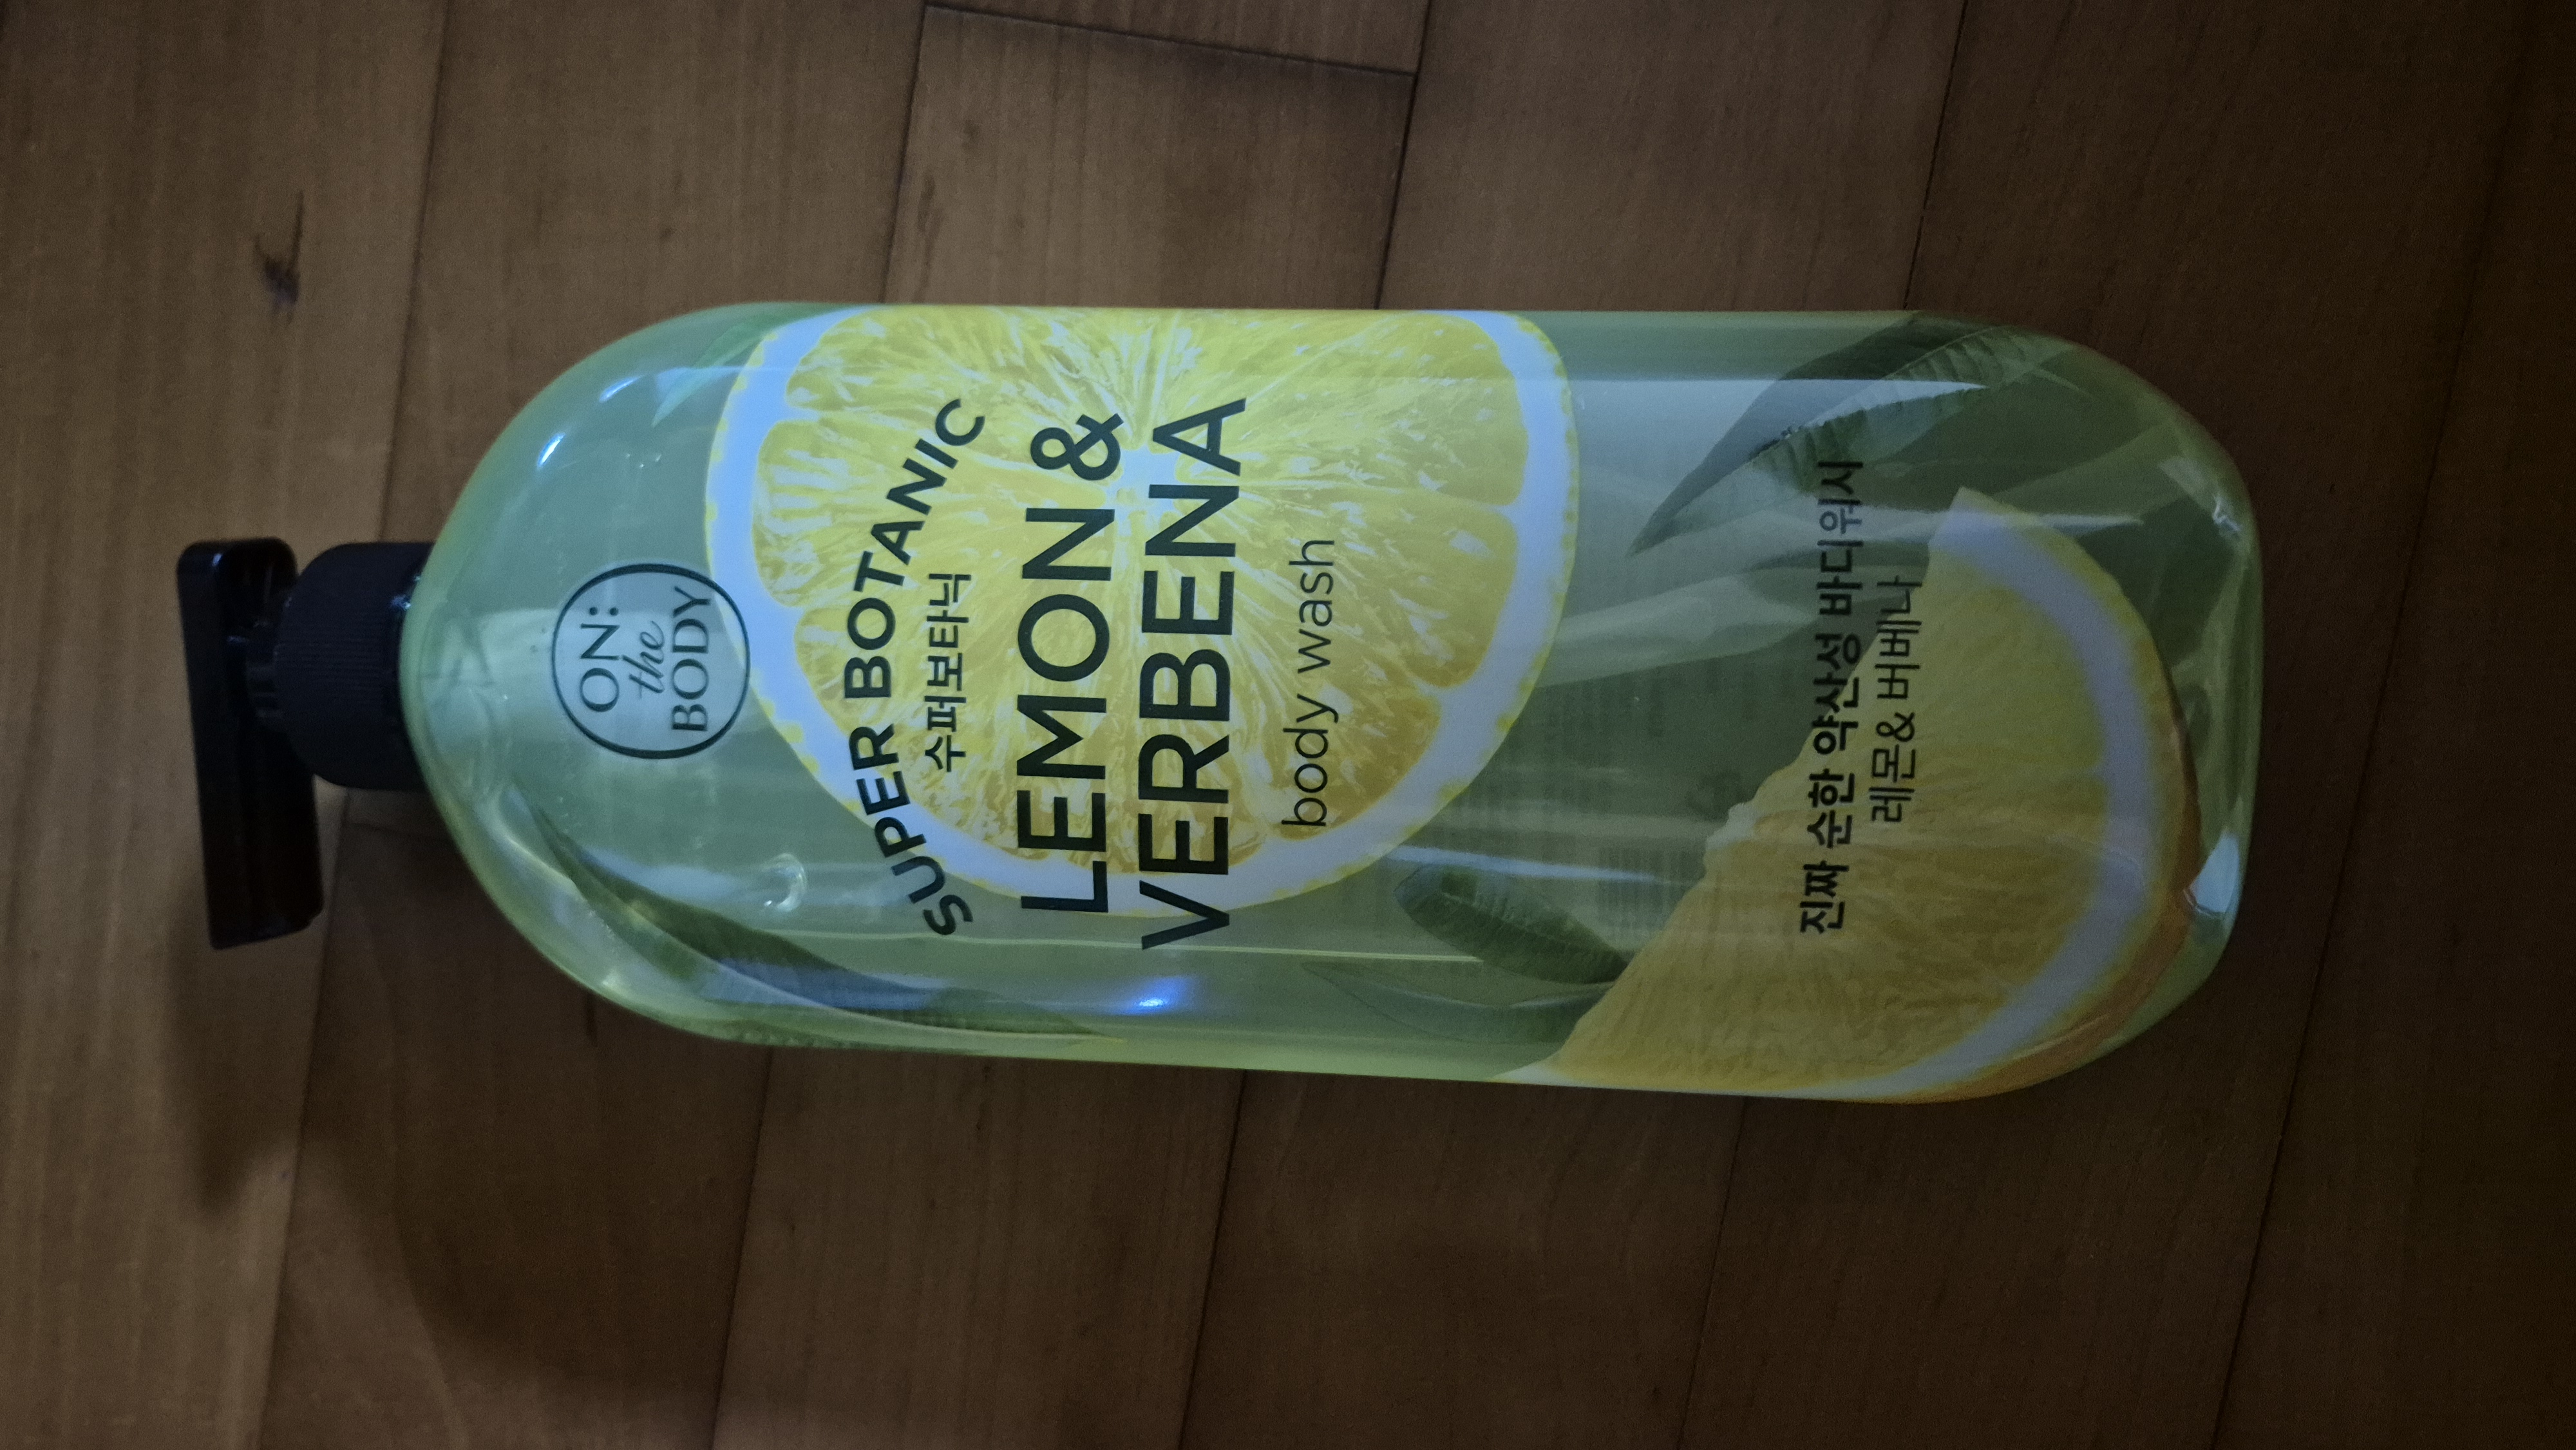 ON:
the
BODY
SUPER BOTANIC
수퍼보타닉
LEMON &
VERBENA
body wash
진짜 순한 약산성 바디워시
레몬& 버베나